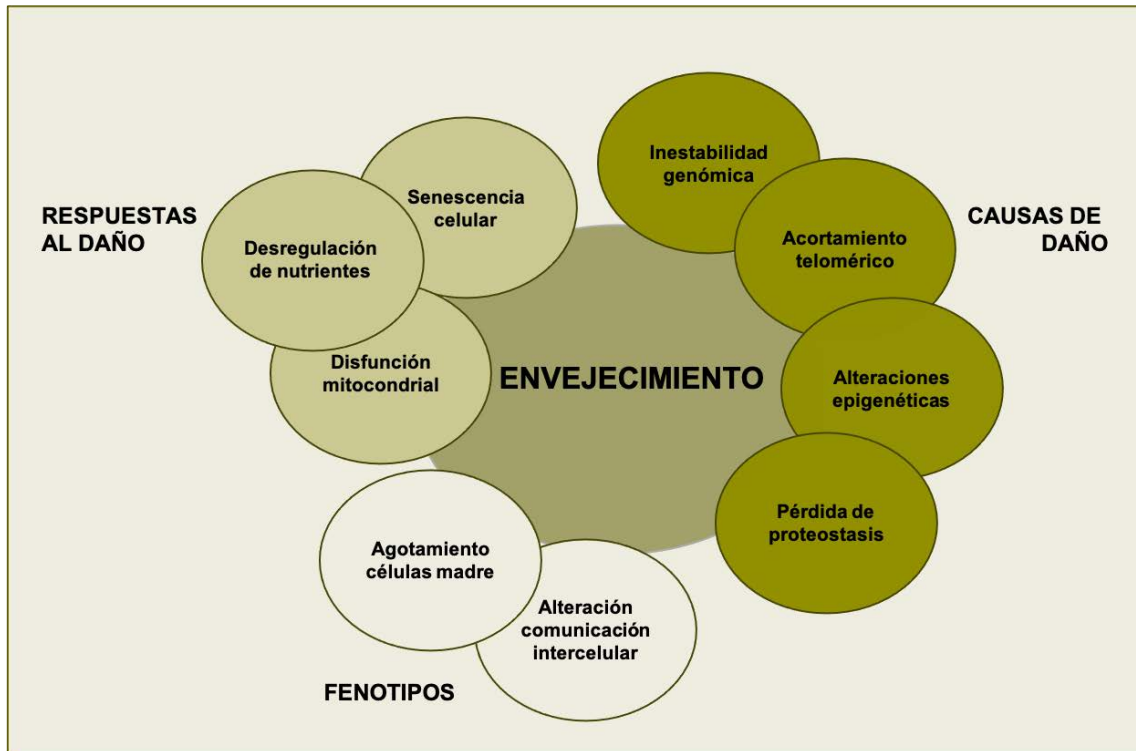 RESPUESTAS
AL DAÑO
Senescencia
celular
Desregulación
de nutrientes
Disfunción
mitocondrial
Inestabilidad
genómica
Acortamiento
telomérico
CAUSAS DE
DAÑO
Alteraciones
epigenéticas
Pérdida de
proteostasis
ENVEJECIMIENTO
Agotamiento
células madre
Alteración
comunicación
intercelular
FENOTIPOS